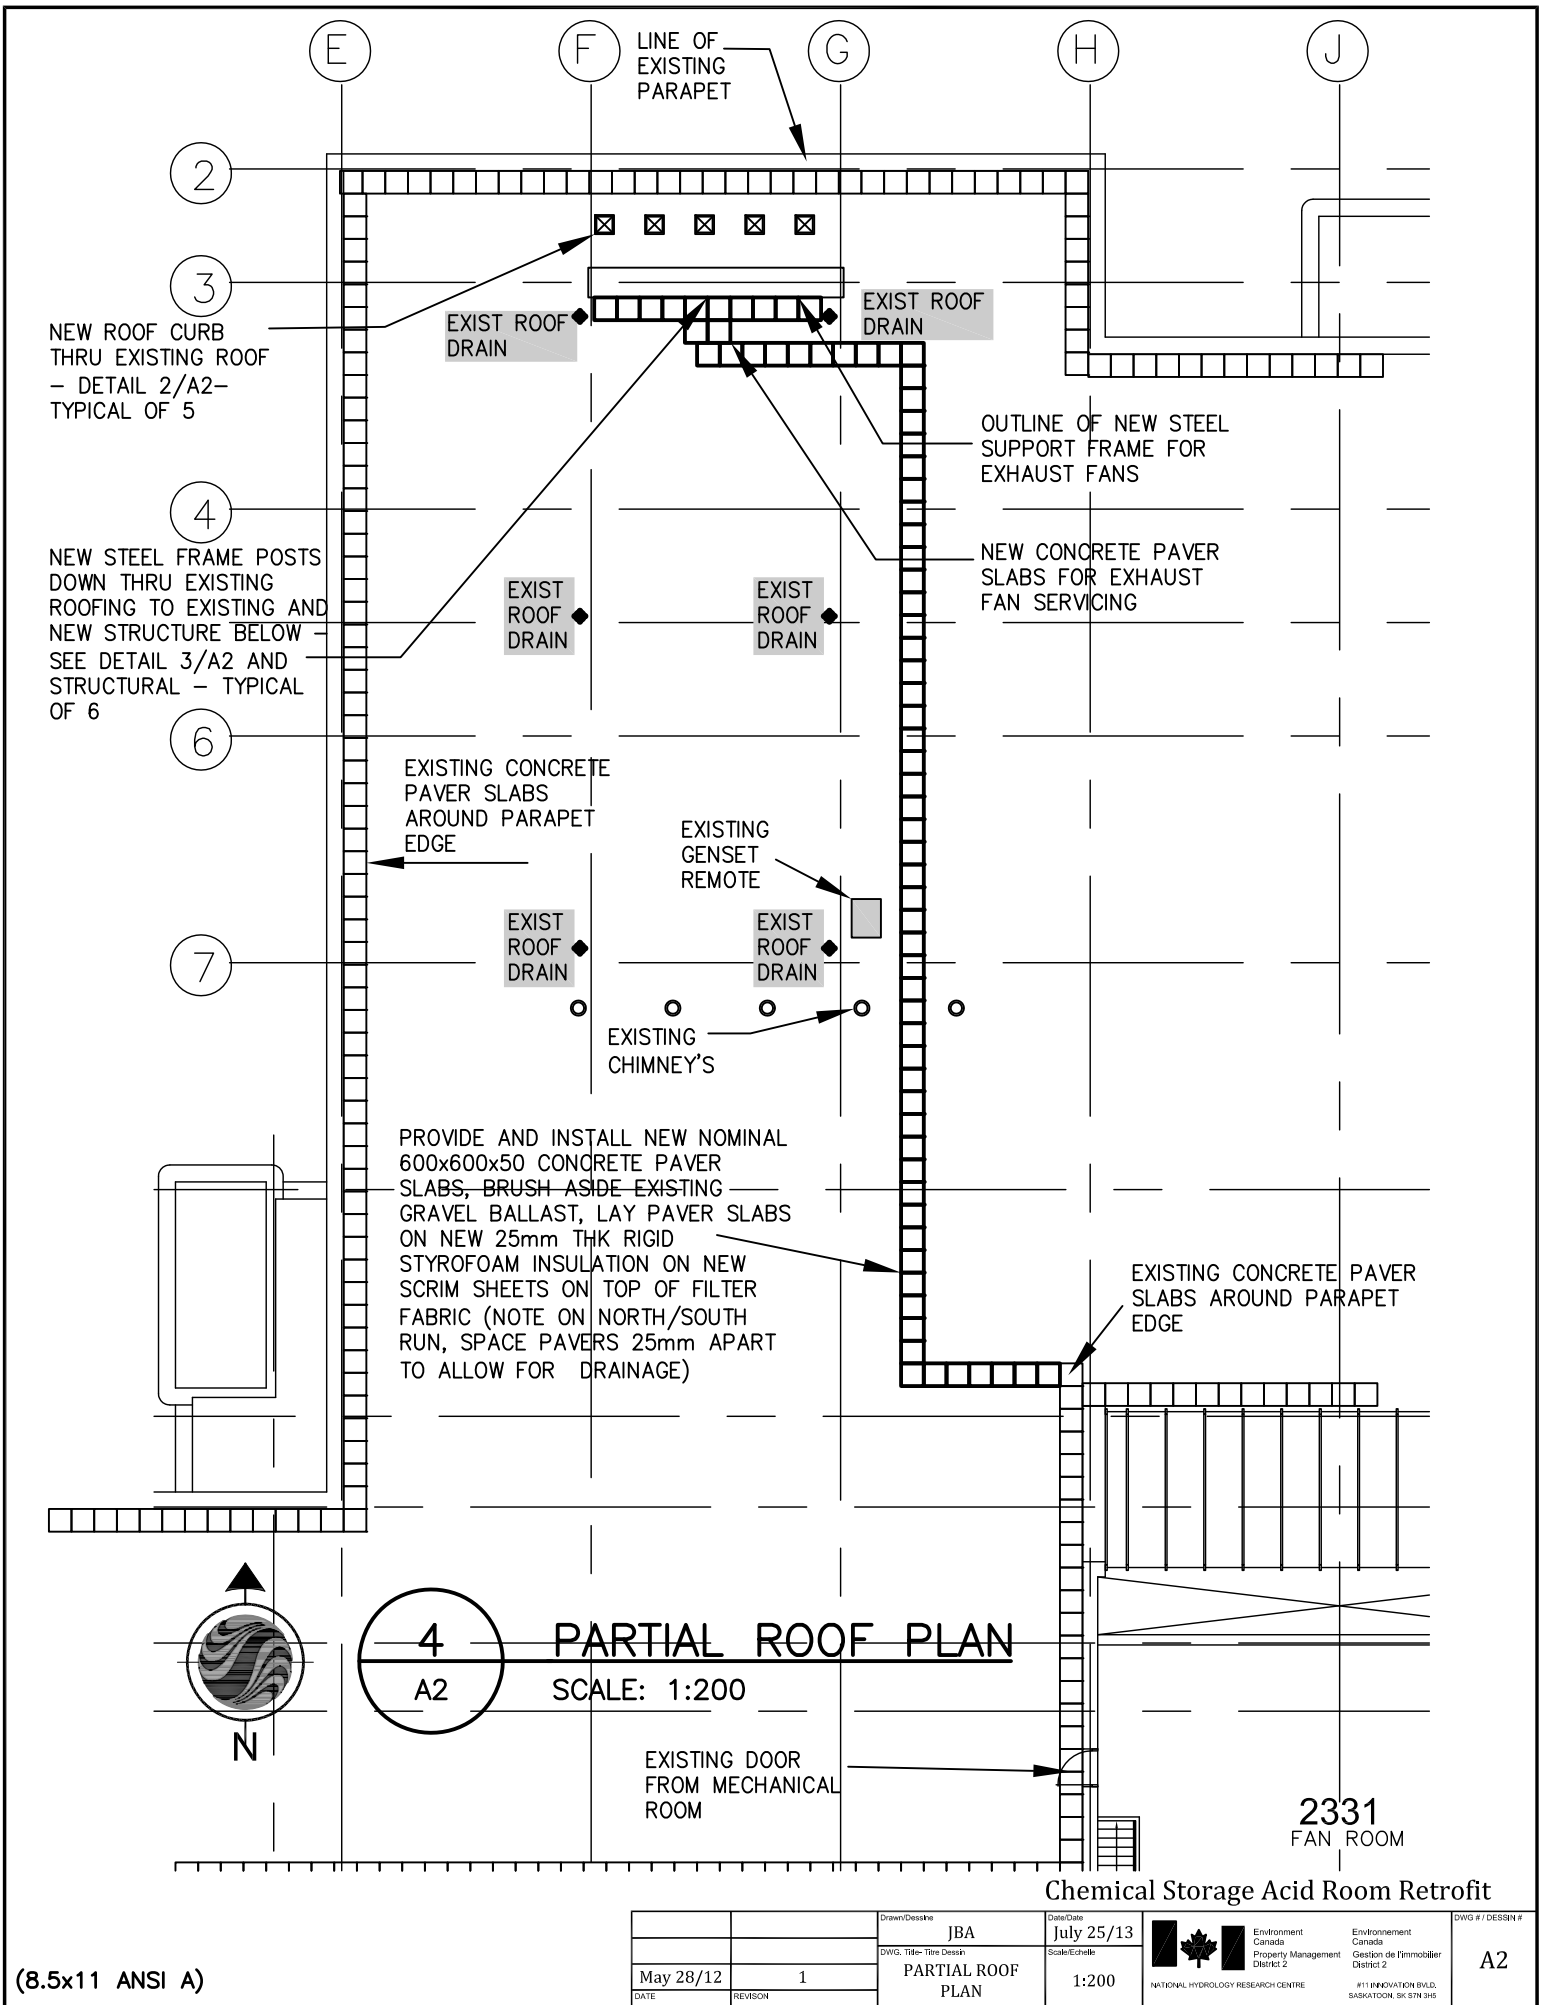 E
F
G
H
J
LINE OF
EXISTING
PARAPET
2
3
4
6
7
NEW ROOF CURB
THRU EXISTING ROOF
– DETAIL 2/A2–
TYPICAL OF 5
EXIST ROOF
DRAIN
EXIST ROOF
DRAIN
OUTLINE OF NEW STEEL
SUPPORT FRAME FOR
EXHAUST FANS
NEW STEEL FRAME POSTS
DOWN THRU EXISTING
ROOFING TO EXISTING AND
NEW STRUCTURE BELOW –
SEE DETAIL 3/A2 AND
STRUCTURAL – TYPICAL
OF 6
NEW CONCRETE PAVER
SLABS FOR EXHAUST
FAN SERVICING
EXIST
ROOF
DRAIN
EXIST
ROOF
DRAIN
EXISTING CONCRETE
PAVER SLABS
AROUND PARAPET
EDGE
EXISTING
GENSET
REMOTE
EXIST
ROOF
DRAIN
EXIST
ROOF
DRAIN
EXISTING
CHIMNEY'S
PROVIDE AND INSTALL NEW NOMINAL
600x600x50 CONCRETE PAVER
SLABS, BRUSH ASIDE EXISTING
GRAVEL BALLAST, LAY PAVER SLABS
ON NEW 25mm THK RIGID
STYROFOAM INSULATION ON NEW
SCRIM SHEETS ON TOP OF FILTER
FABRIC (NOTE ON NORTH/SOUTH
RUN, SPACE PAVERS 25mm APART
TO ALLOW FOR DRAINAGE)
EXISTING CONCRETE PAVER
SLABS AROUND PARAPET
EDGE
N
4
A2
PARTIAL ROOF PLAN
SCALE: 1:200
EXISTING DOOR
FROM MECHANICAL
ROOM
2331
FAN ROOM
Chemical Storage Acid Room Retrofit
(8.5x11 ANSI A)
May 28/12
1
DATE
REVISON
Drawn/Dessine
JBA
DWG. Title- Titre Dessin
PARTIAL ROOF
PLAN
Date/Date
July 25/13
Scale/Echelle
1:200
Environment
Canada
Property Management
District 2
Environnement
Canada
Gestion de l'immobilier
District 2
NATIONAL HYDROLOGY RESEARCH CENTRE
#11 INNOVATION BVLD.
SASKATOON, SK S7N 3H5
DWG # / DESSIN #
A2